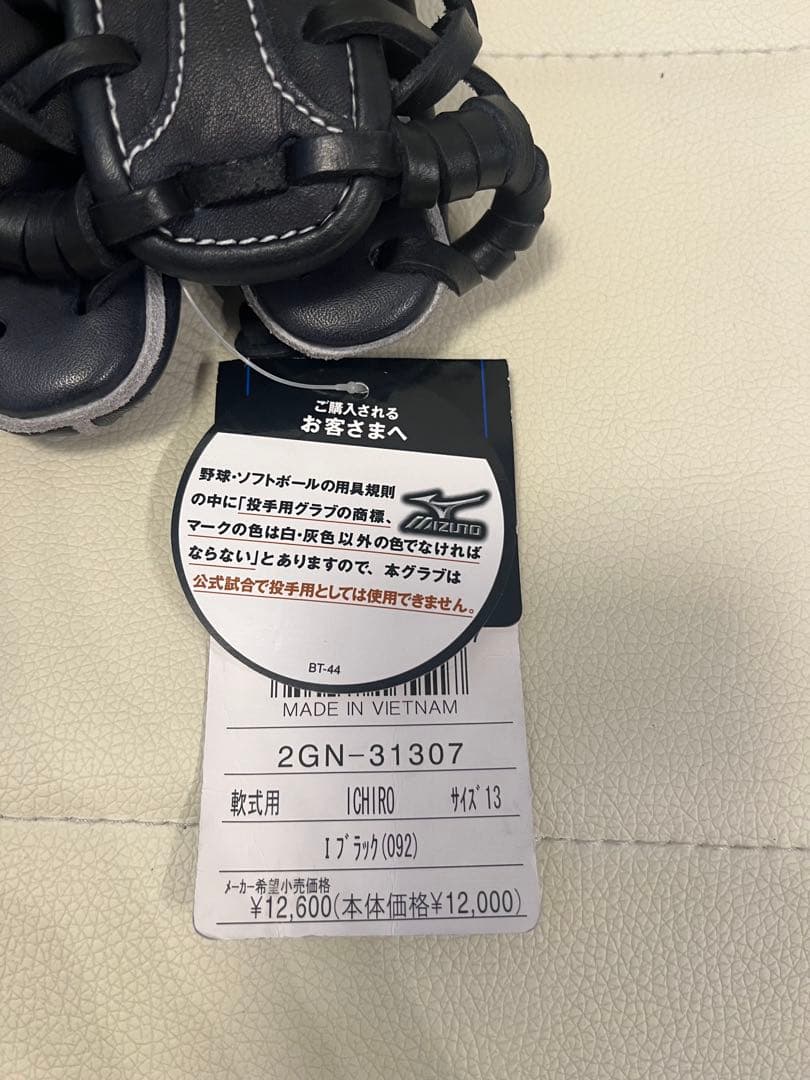 ご購入される
お客さまへ
野球・ソフトボールの用具規則
の中に「投手用グラブの商標、
マークの色は白・灰色以外の色でなければ
ならない」とありますので、本グラブは
公式試合で投手用としては使用できません。
MIZUNO
BT-44
MADE IN VIETNAM
2GN-31307
軟式用 ICHIRO ｻｲｽﾞ13
I ﾌﾞﾗｯｸ(092)
ﾒｰｶｰ希望小売価格
¥12,600(本体価格¥12,000)